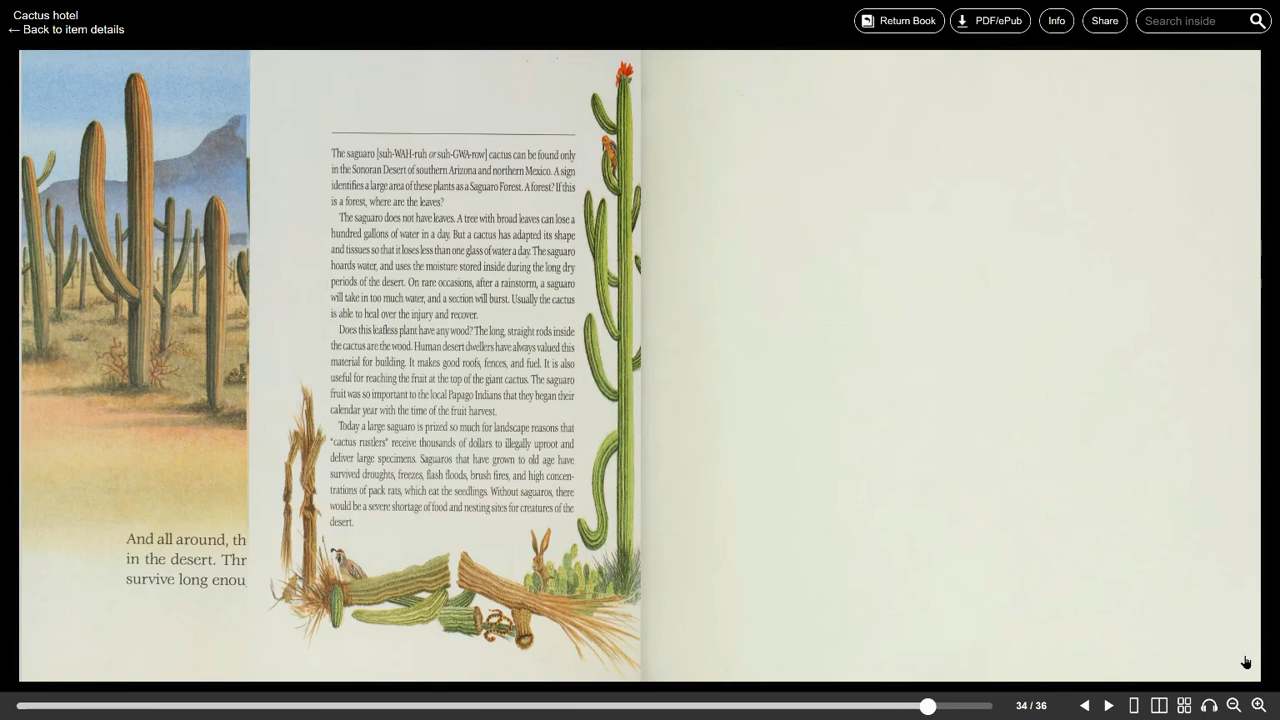 Cactus hotel
← Back to item details
Return Book
PDF/ePub
Info
Share
Search inside
And all around, th
in the desert. Thr
survive long enou
The saguaro [suh-WAH-ruh or suh-GWA-row] cactus can be found only
in the Sonoran Desert of southern Arizona and northern Mexico. A sign
identifies a large area of these plants as a Saguaro Forest. A forest? If this
is a forest, where are the leaves?
The saguaro does not have leaves. A tree with broad leaves can lose a
hundred gallons of water in a day. But a cactus has adapted its shape
and tissues so that it loses less than one glass of water a day. The saguaro
hoards water, and uses the moisture stored inside during the long dry
periods of the desert. On rare occasions, after a rainstorm, a saguaro
will take in too much water, and a section will burst. Usually the cactus
is able to heal over the injury and recover.
Does this leafless plant have any wood? The long, straight rods inside
the cactus are the wood. Human desert dwellers have always valued this
material for building. It makes good roofs, fences, and fuel. It is also
useful for reaching the fruit at the top of the giant cactus. The saguaro
fruit was so important to the local Papago Indians that they began their
calendar year with the time of the fruit harvest.
Today a large saguaro is prized so much for landscape reasons that
"cactus rustlers" receive thousands of dollars to illegally uproot and
deliver large specimens. Saguaros that have grown to old age have
survived droughts, freezes, flash floods, brush fires, and high concen-
trations of pack rats, which eat the seedlings. Without saguaros, there
would be a severe shortage of food and nesting sites for creatures of the
desert.
34 / 36